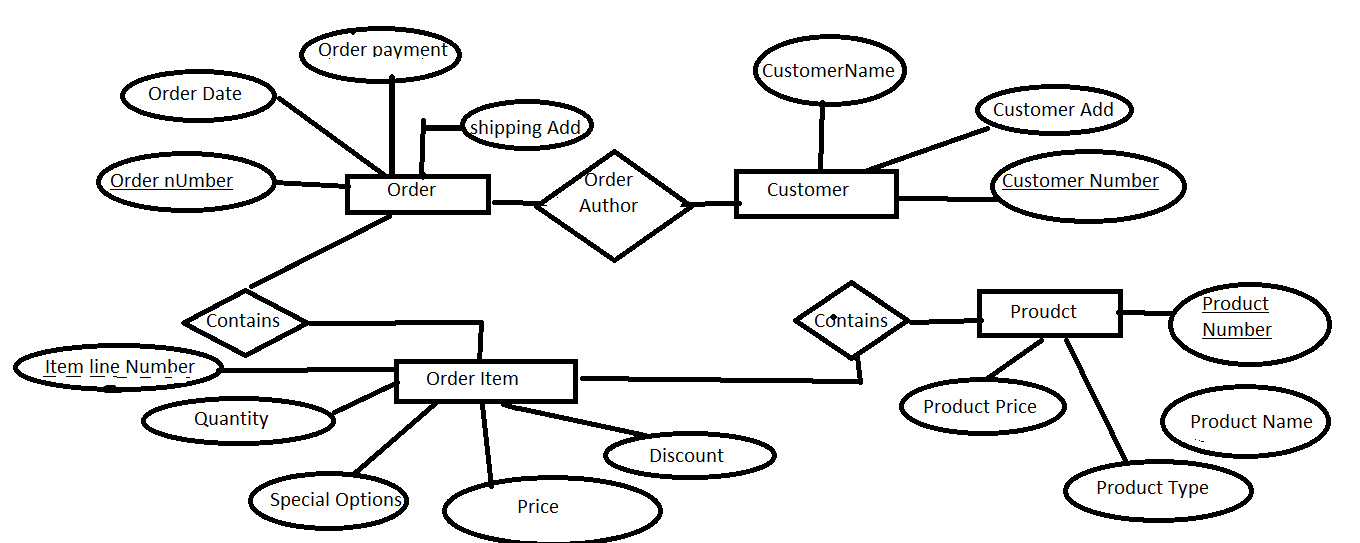 Order payment
CustomerName
Order Date
Customer Add
shipping Add
Order nUmber
Order
Order
Author
Customer
Customer Number
Contains
Contains
Proudct
Product
Number
Item line Number
Order Item
Quantity
Product Price
Product Name
Discount
Special Options
Price
Product Type